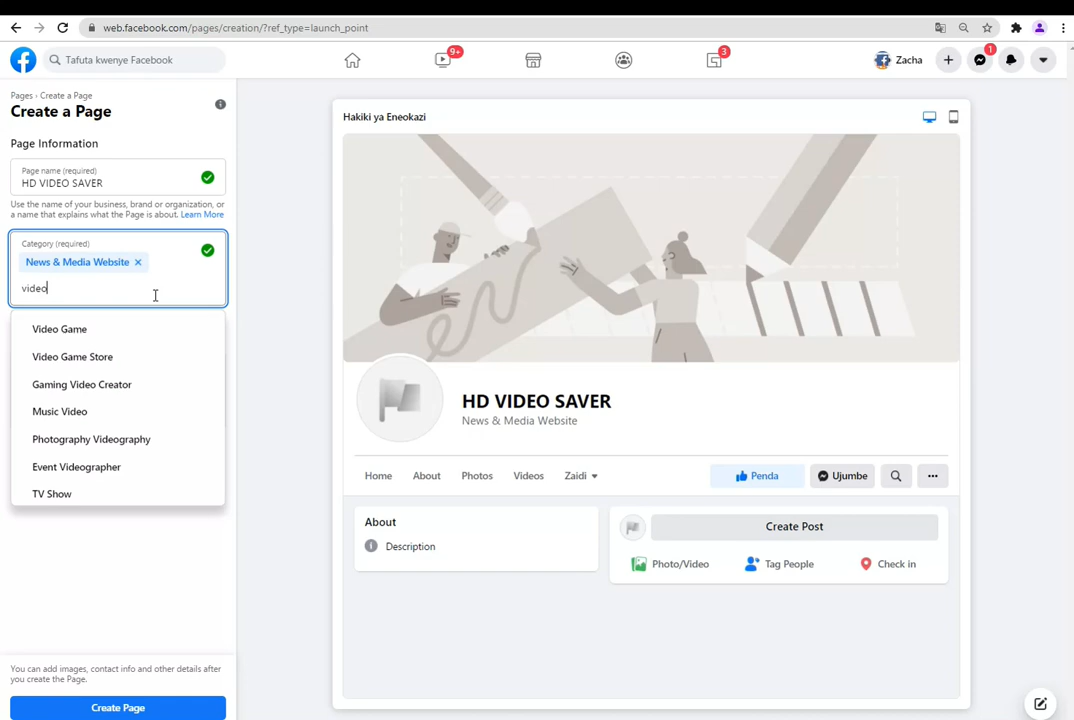 web.facebook.com/pages/creation/?ref_type=launch_point
Tafuta kwenye Facebook
9+
3
Zacha
1
Pages › Create a Page
Create a Page
Page Information
Page name (required)
HD VIDEO SAVER
Use the name of your business, brand or organization, or
a name that explains what the Page is about. Learn More
Category (required)
News & Media Website
video
Video Game
Video Game Store
Gaming Video Creator
Music Video
Photography Videography
Event Videographer
TV Show
You can add images, contact info and other details after
you create the Page.
Create Page
Hakiki ya Eneokazi
HD VIDEO SAVER
News & Media Website
Home About Photos Videos Zaidi Penda Ujumbe
About
Description
Create Post
Photo/Video Tag People Check in